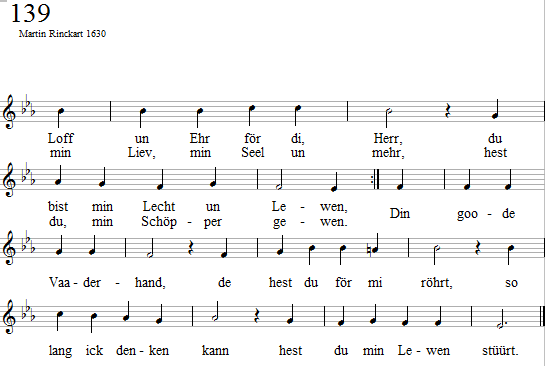 139
Martin Rinckart 1630
Loff un Ehr för di, Herr, du
min Liev, min Seel un mehr, hest
bist min Lecht un Le - wen, Din goo - de
du, min Schöp - per ge - wen.
Vaa - der - hand, de hest du för mi röhrt, so
lang ick den - ken kann hest du min Le - wen stüürt.